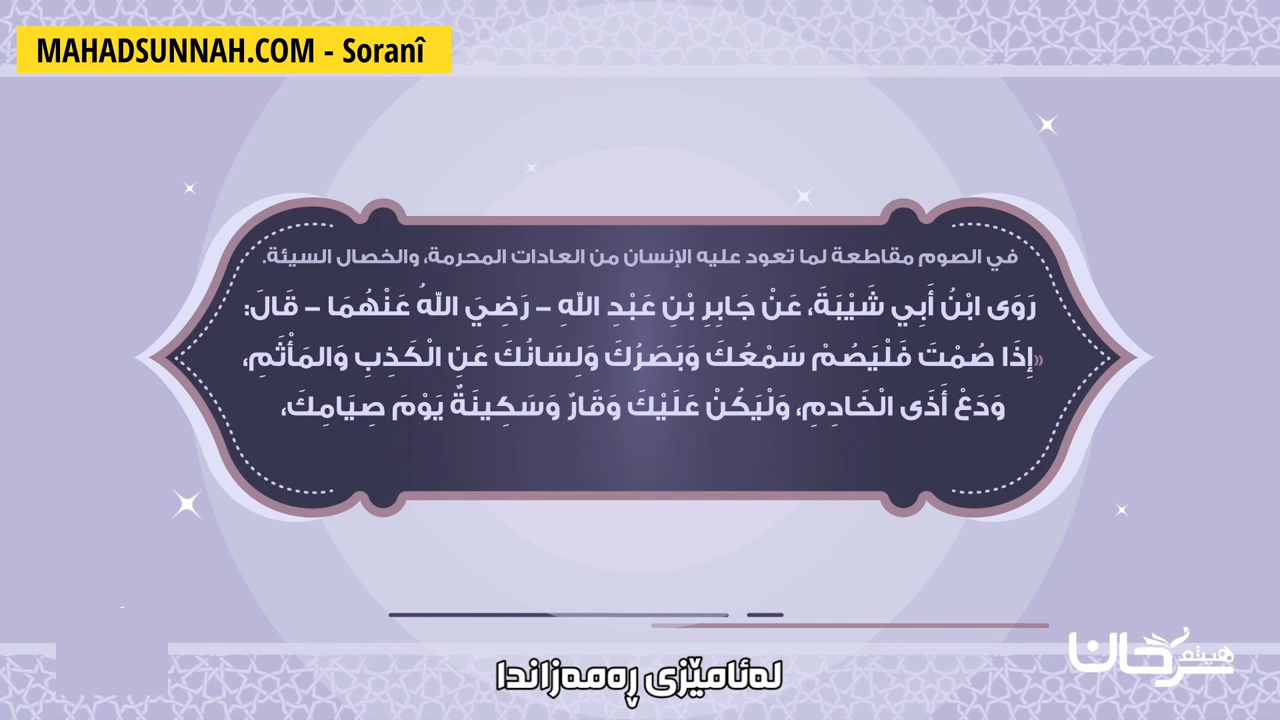 MAHADSUNNAH.COM - Soranî
في الصوم مقاطعة لما تعود عليه الإنسان من العادات المحرمة، والخصال السيئة.
رَوَى ابْنُ أَبِي شَيْبَةَ، عَنْ جَابِرِ بْنِ عَبْدِ اللّهِ – رَضِيَ اللّهُ عَنْهُمَا – قَالَ:
«إِذَا صُمْتَ فَلْيَصُمْ سَمْعُكَ وَبَصَرُكَ وَلِسَانُكَ عَنِ الْكَذِبِ وَالمَأْثَمِ،
وَدَعْ أَذَى الْخَادِمِ، وَلْيَكُنْ عَلَيْكَ وَقَارٌ وَسَكِينَةٌ يَوْمَ صِيَامِكَ،
لەئامێزی ڕەمەزاندا